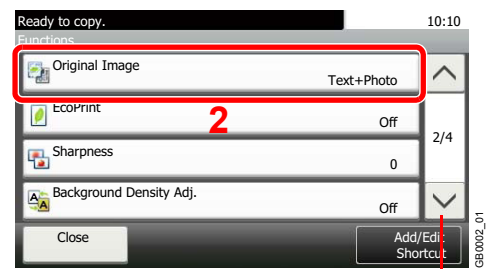 Ready to copy. 10:10
Functions
Original Image
Text+Photo
EcoPrint
Off
2
2/4
Sharpness
0
Background Density Adj.
Off
Close
Add/Edit
Shortcut
GB0002_01